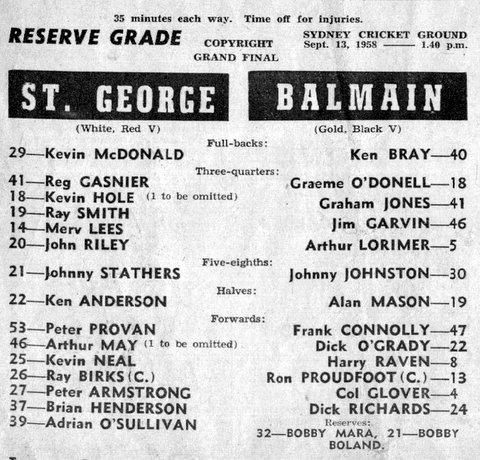 35 minutes each way. Time off for injuries.
RESERVE GRADE COPYRIGHT SYDNEY CRICKET GROUND
GRAND FINAL Sept. 13, 1958 —— 1.40 p.m.
ST. GEORGE BALMAIN
(White, Red V) (Gold, Black V)
Full-backs:
29—Kevin McDONALD Ken BRAY—40
Three-quarters:
41—Reg GASNIER Graeme O'DONELL—18
18—Kevin HOLE (1 to be omitted) Graham JONES—41
19—Ray SMITH Jim GARVIN—46
14—Merv LEES Arthur LORIMER—5
20—John RILEY
Five-eighths:
21—Johnny STATHERS Johnny JOHNSTON—30
Halves:
22—Ken ANDERSON Alan MASON—19
Forwards:
53—Peter PROVAN Frank CONNOLLY—47
46—Arthur MAY (1 to be omitted) Dick O'GRADY—22
25—Kevin NEAL Harry RAVEN—8
26—Ray BIRKS (C.) Ron PROUDFOOT (C.)—13
27—Peter ARMSTRONG Col GLOVER—4
37—Brian HENDERSON Dick RICHARDS—24
39—Adrian O'SULLIVAN Reserves:
32—BOBBY MARA, 21—BOBBY
BOLAND.